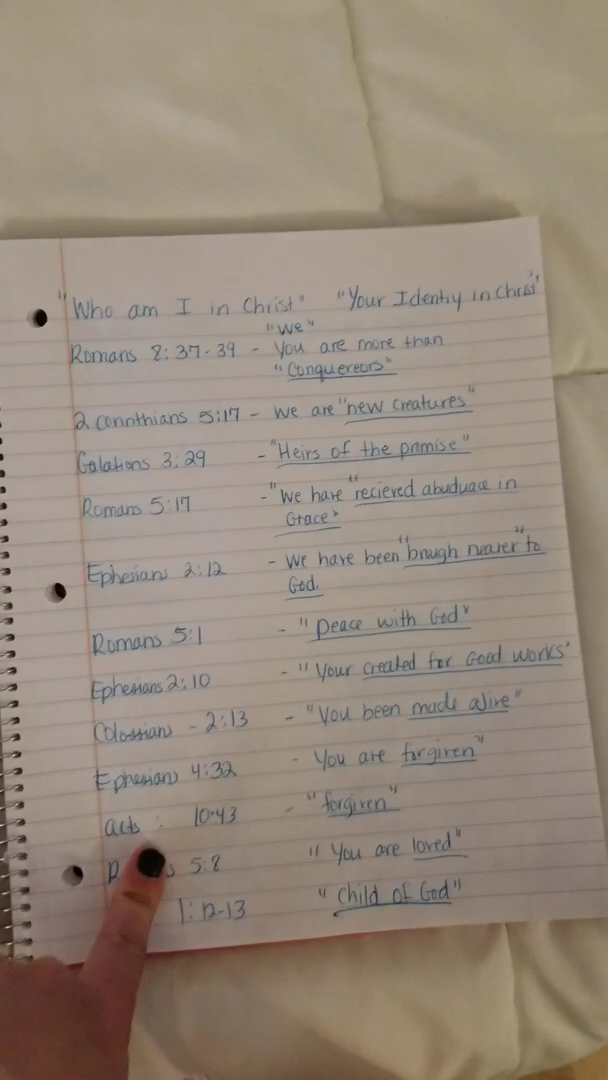 "Who am I in Christ" "Your Identiy in Christ"
"We"
Romans 8:37-39 - You are more than
"Conquereors"
2 corinthians 5:17 - we are "new creatures"
Galations 3:29 - "Heirs of the promise"
Romans 5:17 - "We have "recieved abuduace in
Grace"
Ephesians 2:12 - We have been "brough nearer" to
God.
Romans 5:1 - "Peace with God"
Ephesians 2:10 - "Your created for Good works"
Colossians - 2:13 - "You been made alive"
Ephesians 4:32 - You are forgiven"
acts : 10:43 - "forgiven"
5:8 "You are loved"
1:12-13 "Child of God"